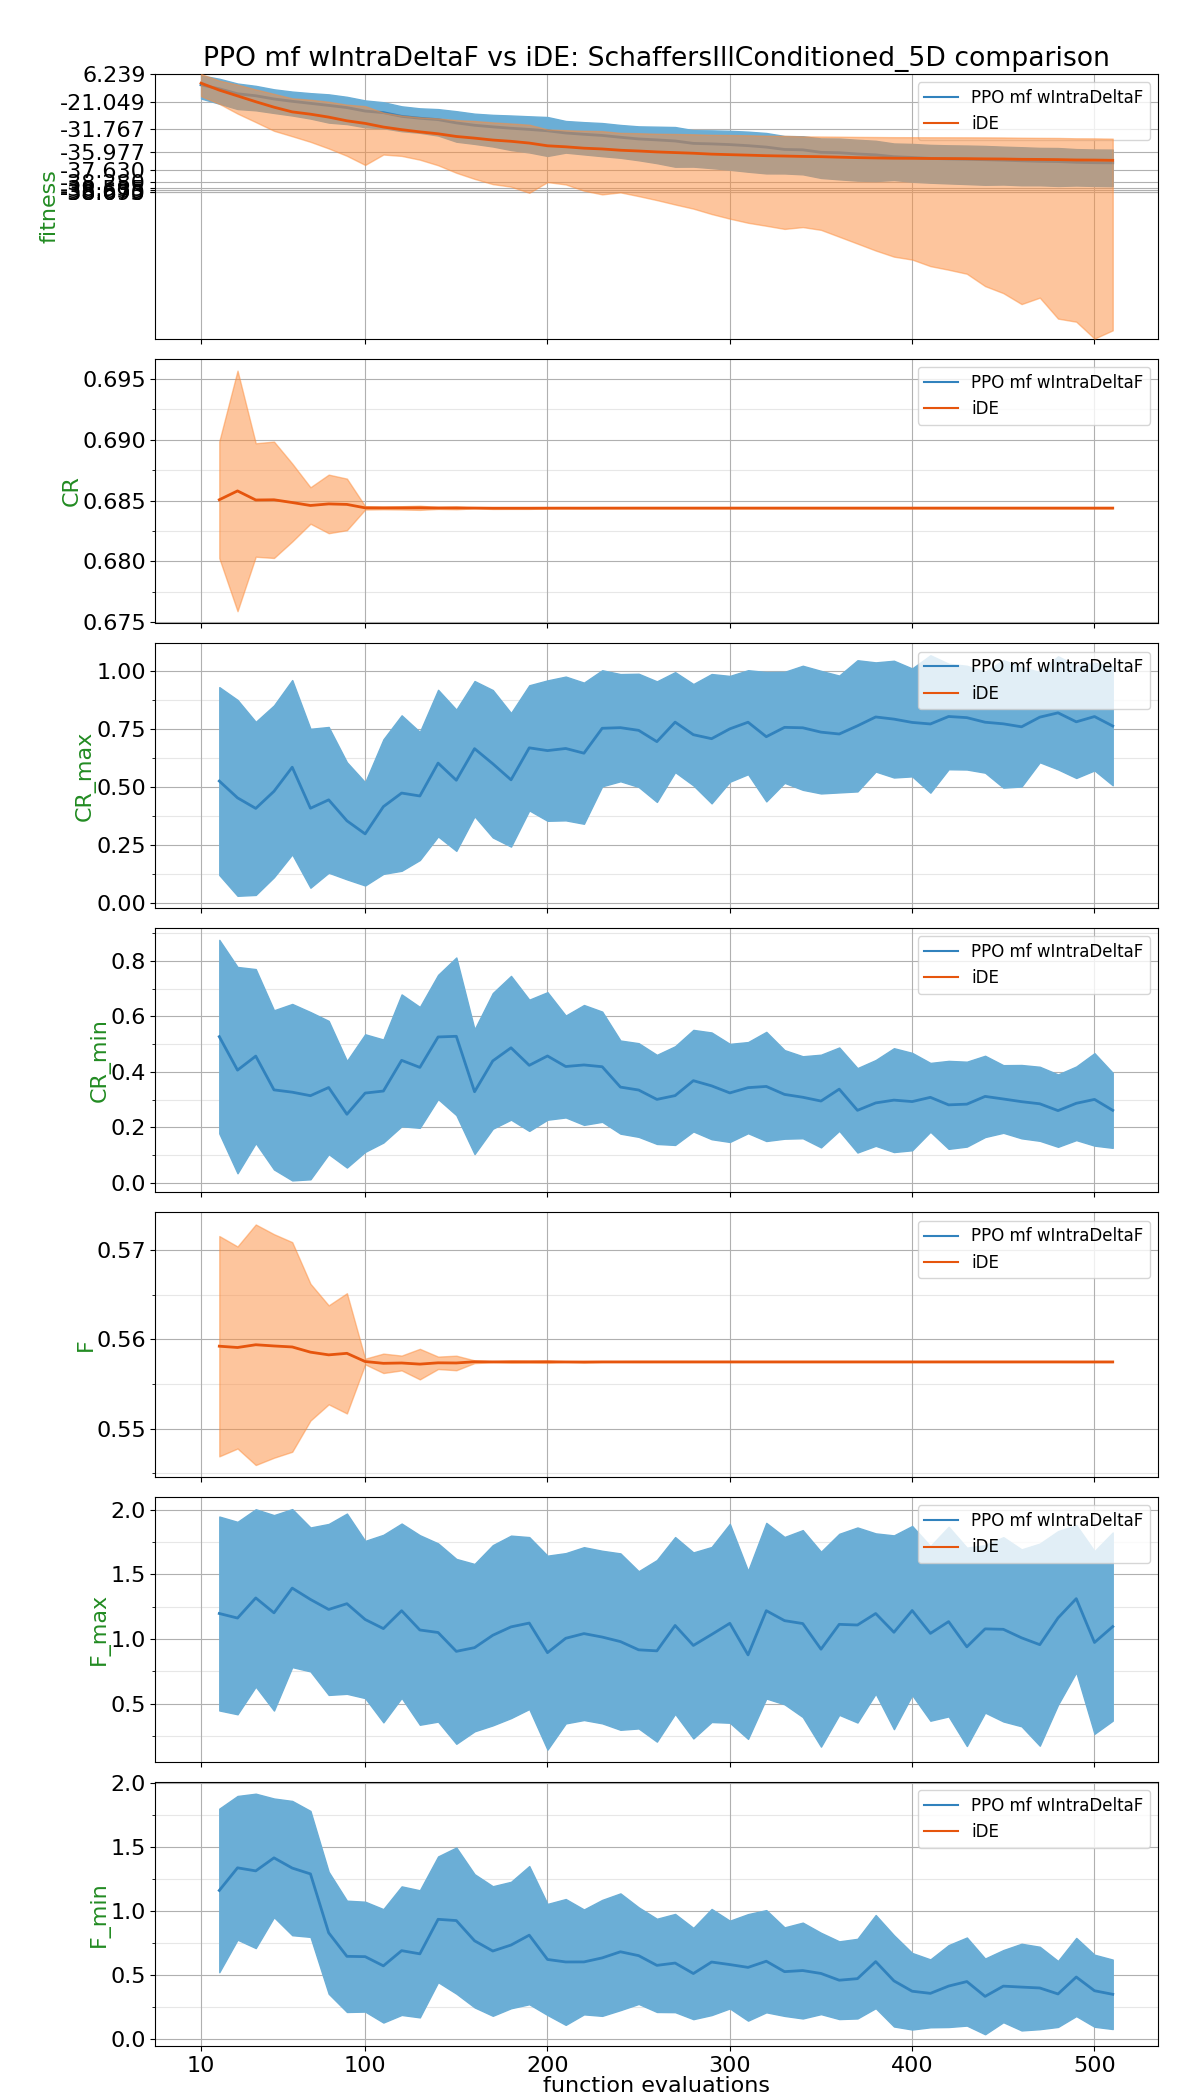 PPO mf wIntraDeltaF vs iDE: SchaffersIllConditioned_5D comparison
6.239
-21.049
-31.767
-35.977
-37.630
fitness
PPO mf wIntraDeltaF
iDE
0.695
0.690
0.685
0.680
0.675
CR
PPO mf wIntraDeltaF
iDE
1.00
0.75
0.50
0.25
0.00
CR_max
PPO mf wIntraDeltaF
iDE
0.8
0.6
0.4
0.2
0.0
CR_min
PPO mf wIntraDeltaF
iDE
0.57
0.56
0.55
F
PPO mf wIntraDeltaF
iDE
2.0
1.5
1.0
0.5
F_max
PPO mf wIntraDeltaF
iDE
2.0
1.5
1.0
0.5
0.0
F_min
PPO mf wIntraDeltaF
iDE
10 100 200 300 400 500
function evaluations